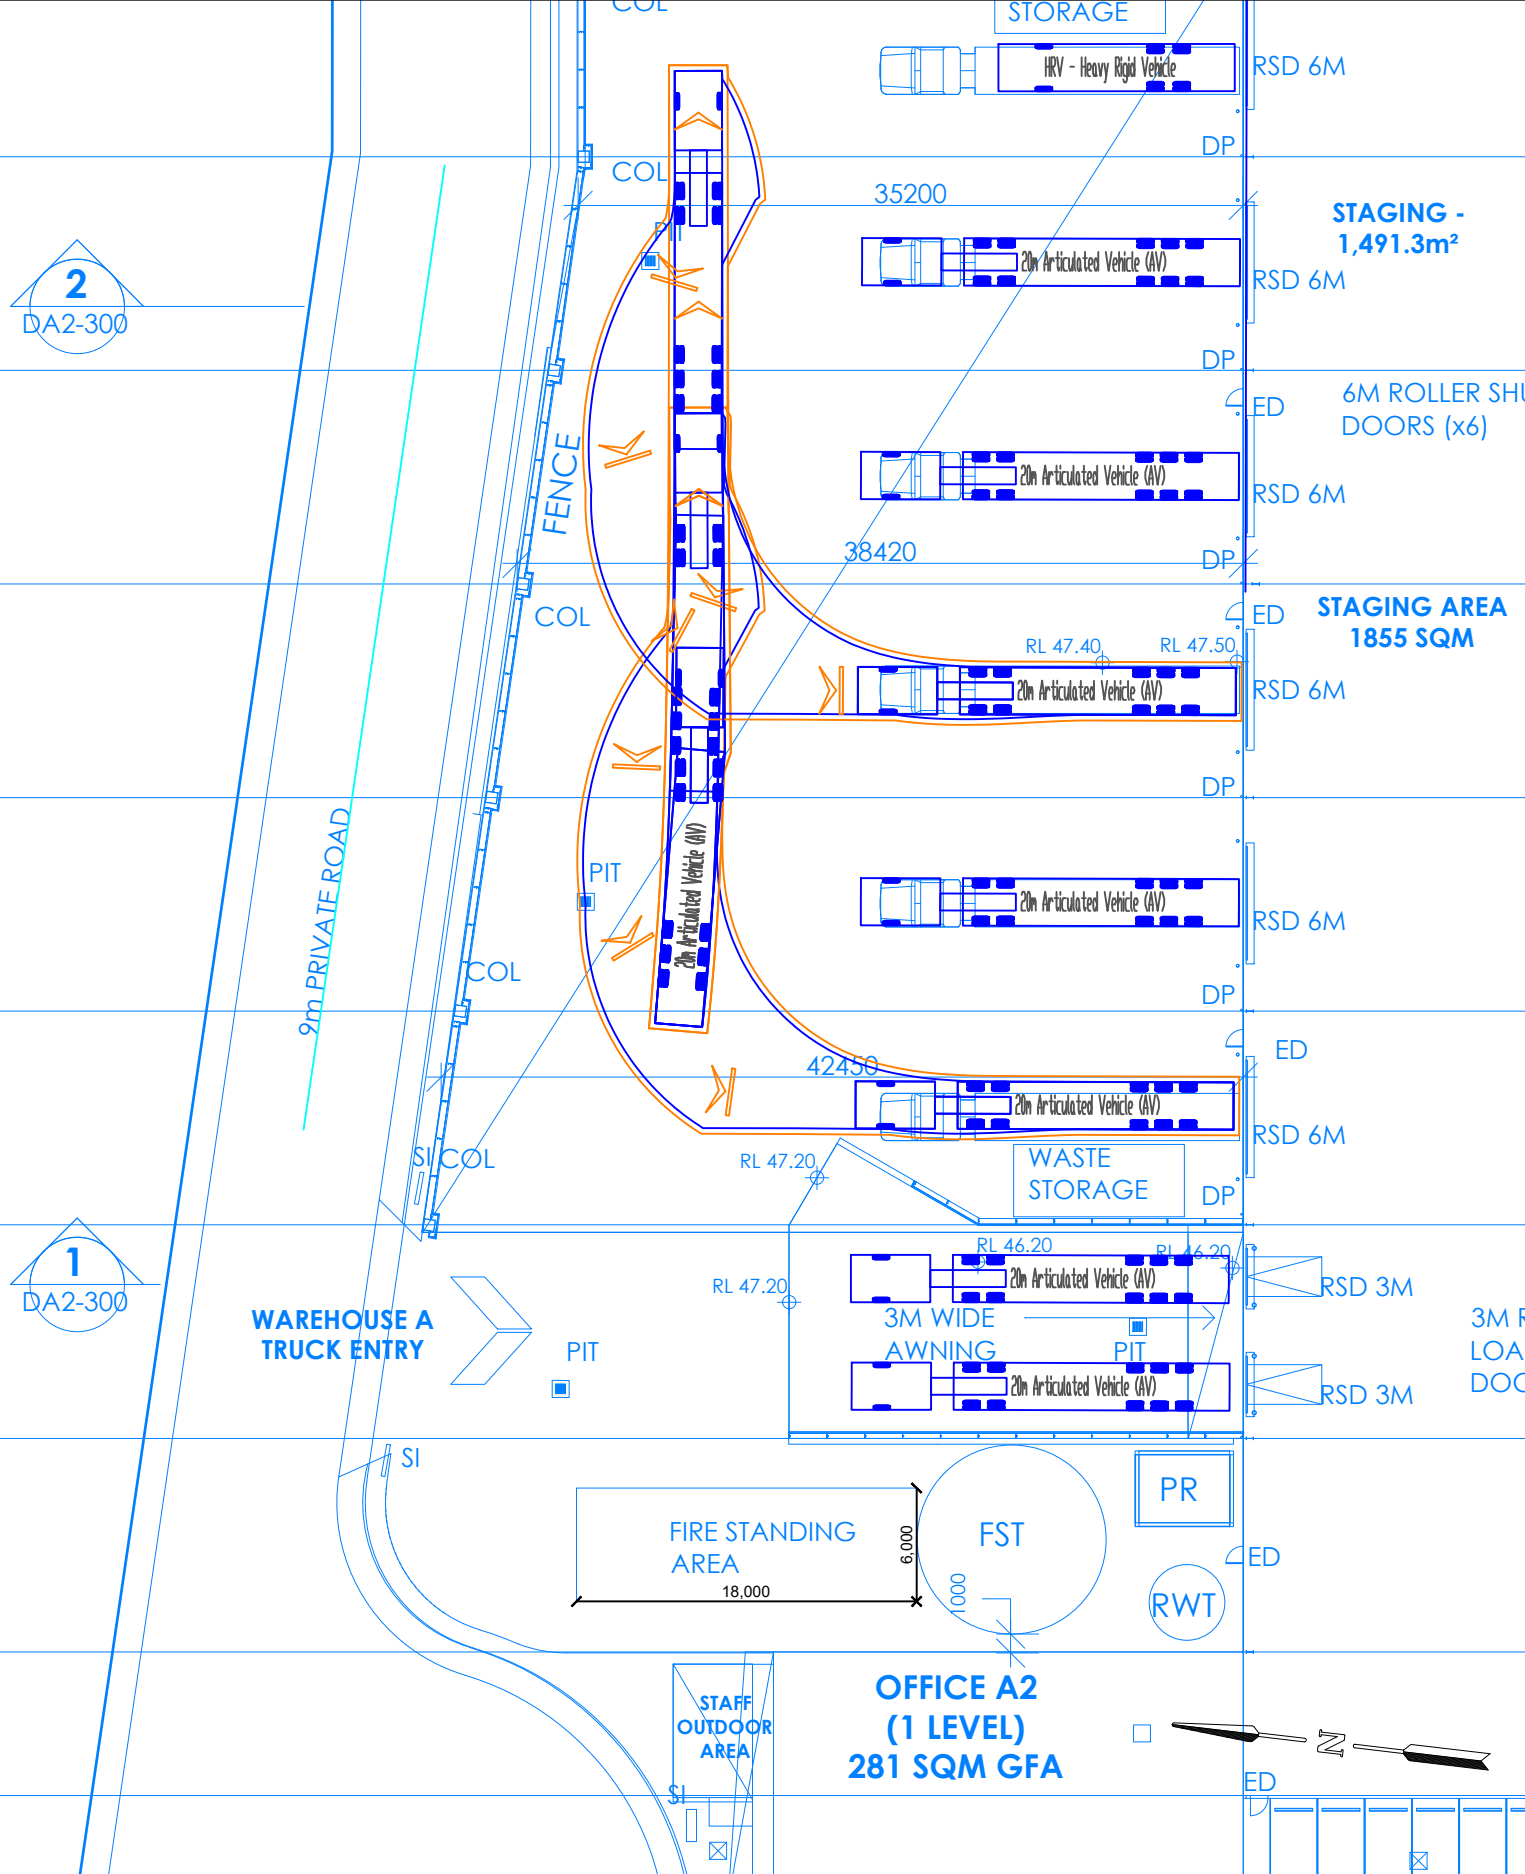 COL
STORAGE
HRV - Heavy Rigid Vehicle
RSD 6M
DP
COL
35200
STAGING -
1,491.3m²
PIT
20m Articulated Vehicle (AV)
RSD 6M
2
DA2-300
DP
ED
6M ROLLER SHU
DOORS (x6)
FENCE
20m Articulated Vehicle (AV)
RSD 6M
38420
DP
COL
ED
STAGING AREA
1855 SQM
RL 47.40
RL 47.50
20m Articulated Vehicle (AV)
RSD 6M
DP
9m PRIVATE ROAD
20m Articulated Vehicle (AV)
PIT
20m Articulated Vehicle (AV)
RSD 6M
COL
DP
ED
42450
20m Articulated Vehicle (AV)
RSD 6M
SI
COL
RL 47.20
WASTE
STORAGE
DP
1
DA2-300
RL 46.20
RL 46.20
20m Articulated Vehicle (AV)
RSD 3M
RL 47.20
WAREHOUSE A
TRUCK ENTRY
3M WIDE
AWNING
PIT
PIT
3M R
LOA
DOC
20m Articulated Vehicle (AV)
RSD 3M
SI
PR
FIRE STANDING
AREA
6,000
FST
ED
18,000
1000
RWT
OFFICE A2
(1 LEVEL)
281 SQM GFA
STAFF
OUTDOOR
AREA
N
SI
ED